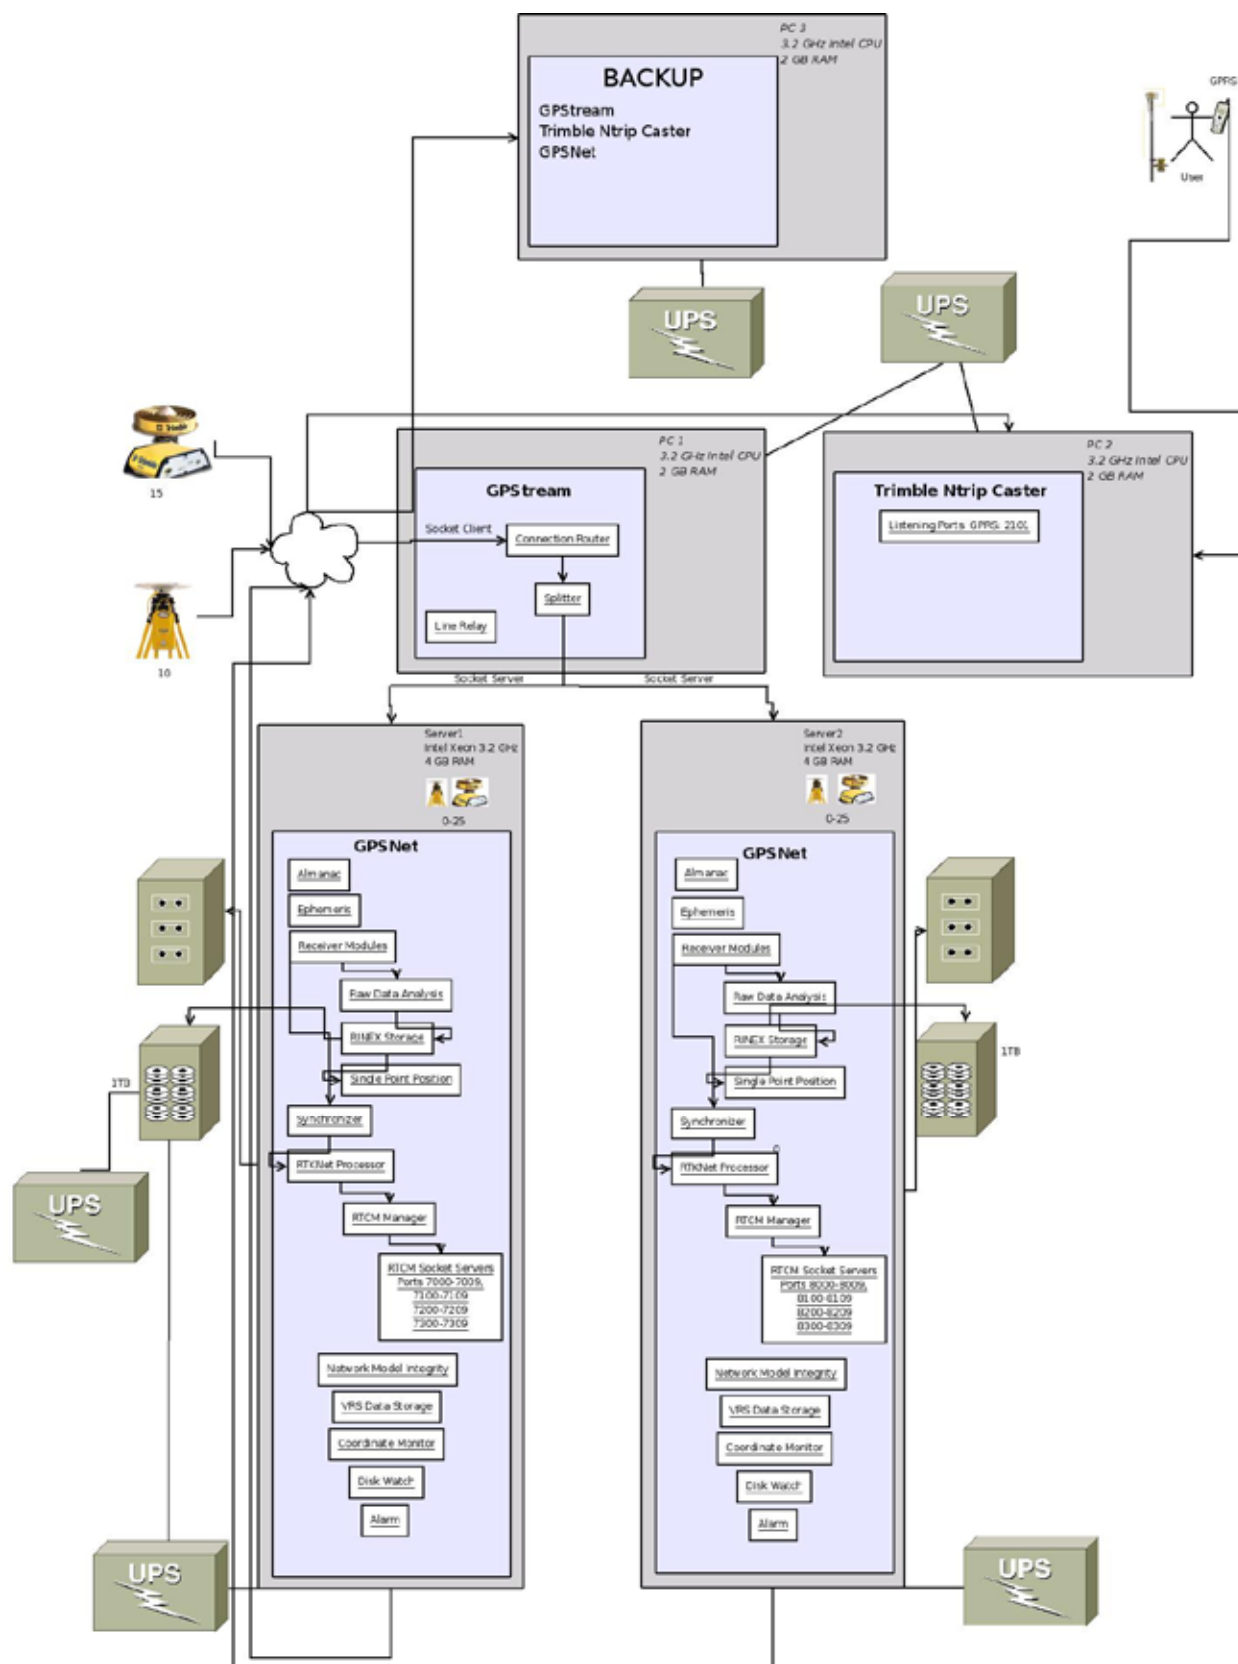 PC 3
3.2 GHz Intel CPU
2 GB RAM
BACKUP
GPStream
Trimble Ntrip Caster
GPSNet
GPRS
User
UPS
UPS
15
10
PC 1
3.2 GHz Intel CPU
2 GB RAM
GPStream
Socket Client
Connection Router
Splitter
Line Relay
PC 2
3.2 GHz Intel CPU
2 GB RAM
Trimble Ntrip Caster
Listening Ports GPRS: 2101
Socket Server
Socket Server
Server1
Intel Xeon 3.2 GHz
4 GB RAM
0-25
GPSNet
Almanac
Ephemeris
Receiver Modules
Raw Data Analysis
RINEX Storage
Single Point Position
Synchronizer
RTKNet Processor
RTCM Manager
RTCM Socket Servers
Ports 7000-7009,
7100-7109
7200-7209
7300-7309
Network Model Integrity
VRS Data Storage
Coordinate Monitor
Disk Watch
Alarm
1TB
UPS
UPS
Server2
Intel Xeon 3.2 GHz
4 GB RAM
0-25
GPSNet
Almanac
Ephemeris
Receiver Modules
Raw Data Analysis
RINEX Storage
Single Point Position
Synchronizer
RTKNet Processor
RTCM Manager
RTCM Socket Servers
Ports 8000-8009,
8100-8109
8200-8209
8300-8309
Network Model Integrity
VRS Data Storage
Coordinate Monitor
Disk Watch
Alarm
1TB
UPS